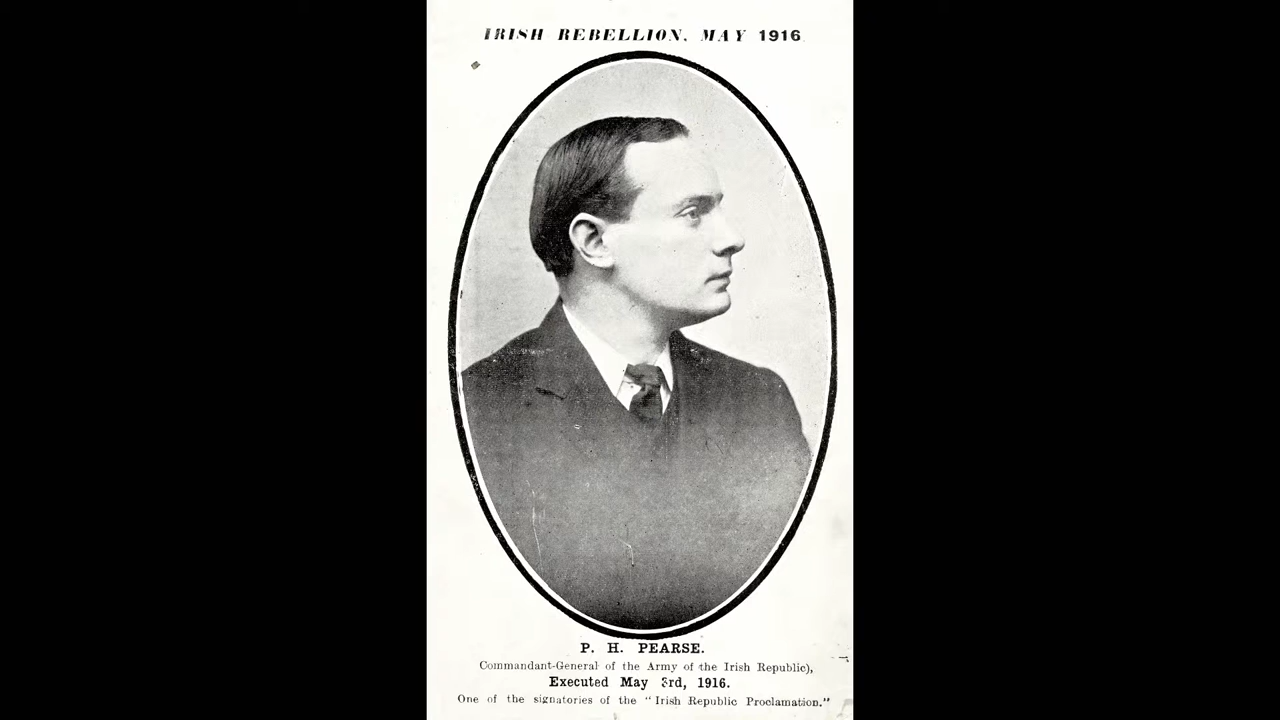 IRISH REBELLION, MAY 1916.
P. H. PEARSE.
Commandant-General of the Army of the Irish Republic),
Executed May 3rd, 1916.
One of the signatories of the "Irish Republic Proclamation."